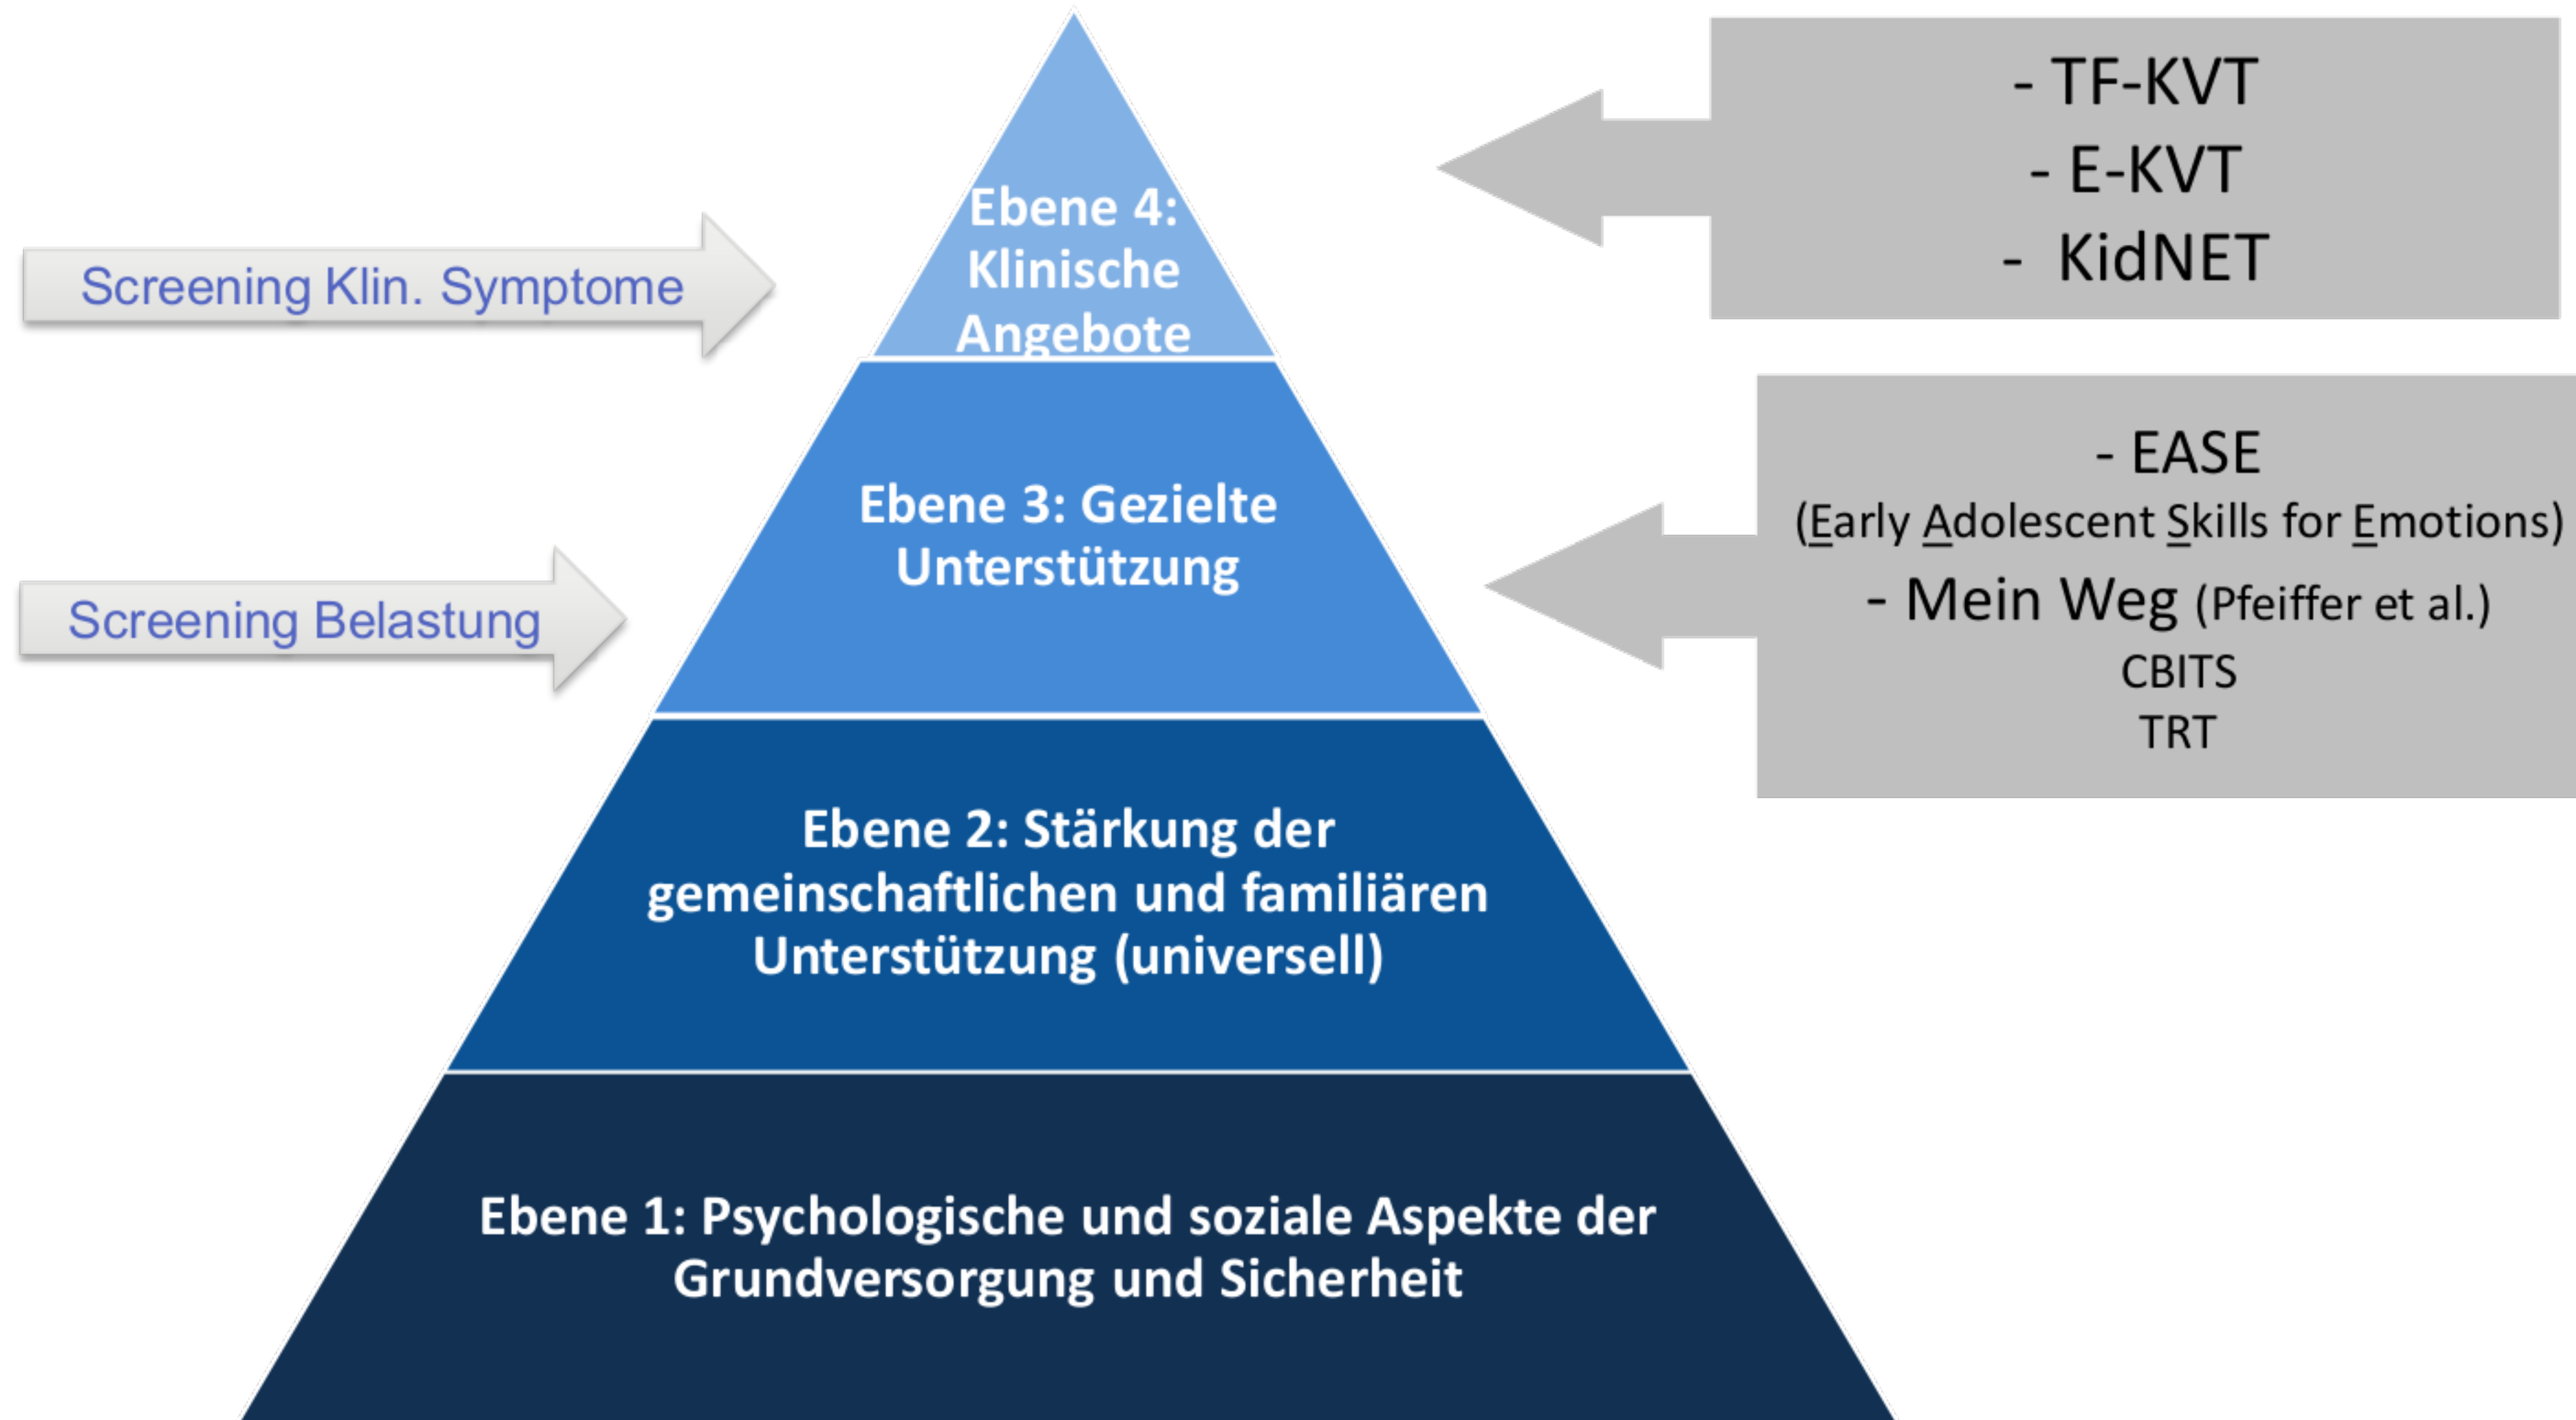 - TF-KVT
- E-KVT
- KidNET
Ebene 4:
Klinische
Angebote
Screening Klin. Symptome
- EASE
(Early Adolescent Skills for Emotions)
- Mein Weg (Pfeiffer et al.)
CBITS
TRT
Ebene 3: Gezielte
Unterstützung
Screening Belastung
Ebene 2: Stärkung der
gemeinschaftlichen und familiären
Unterstützung (universell)
Ebene 1: Psychologische und soziale Aspekte der
Grundversorgung und Sicherheit